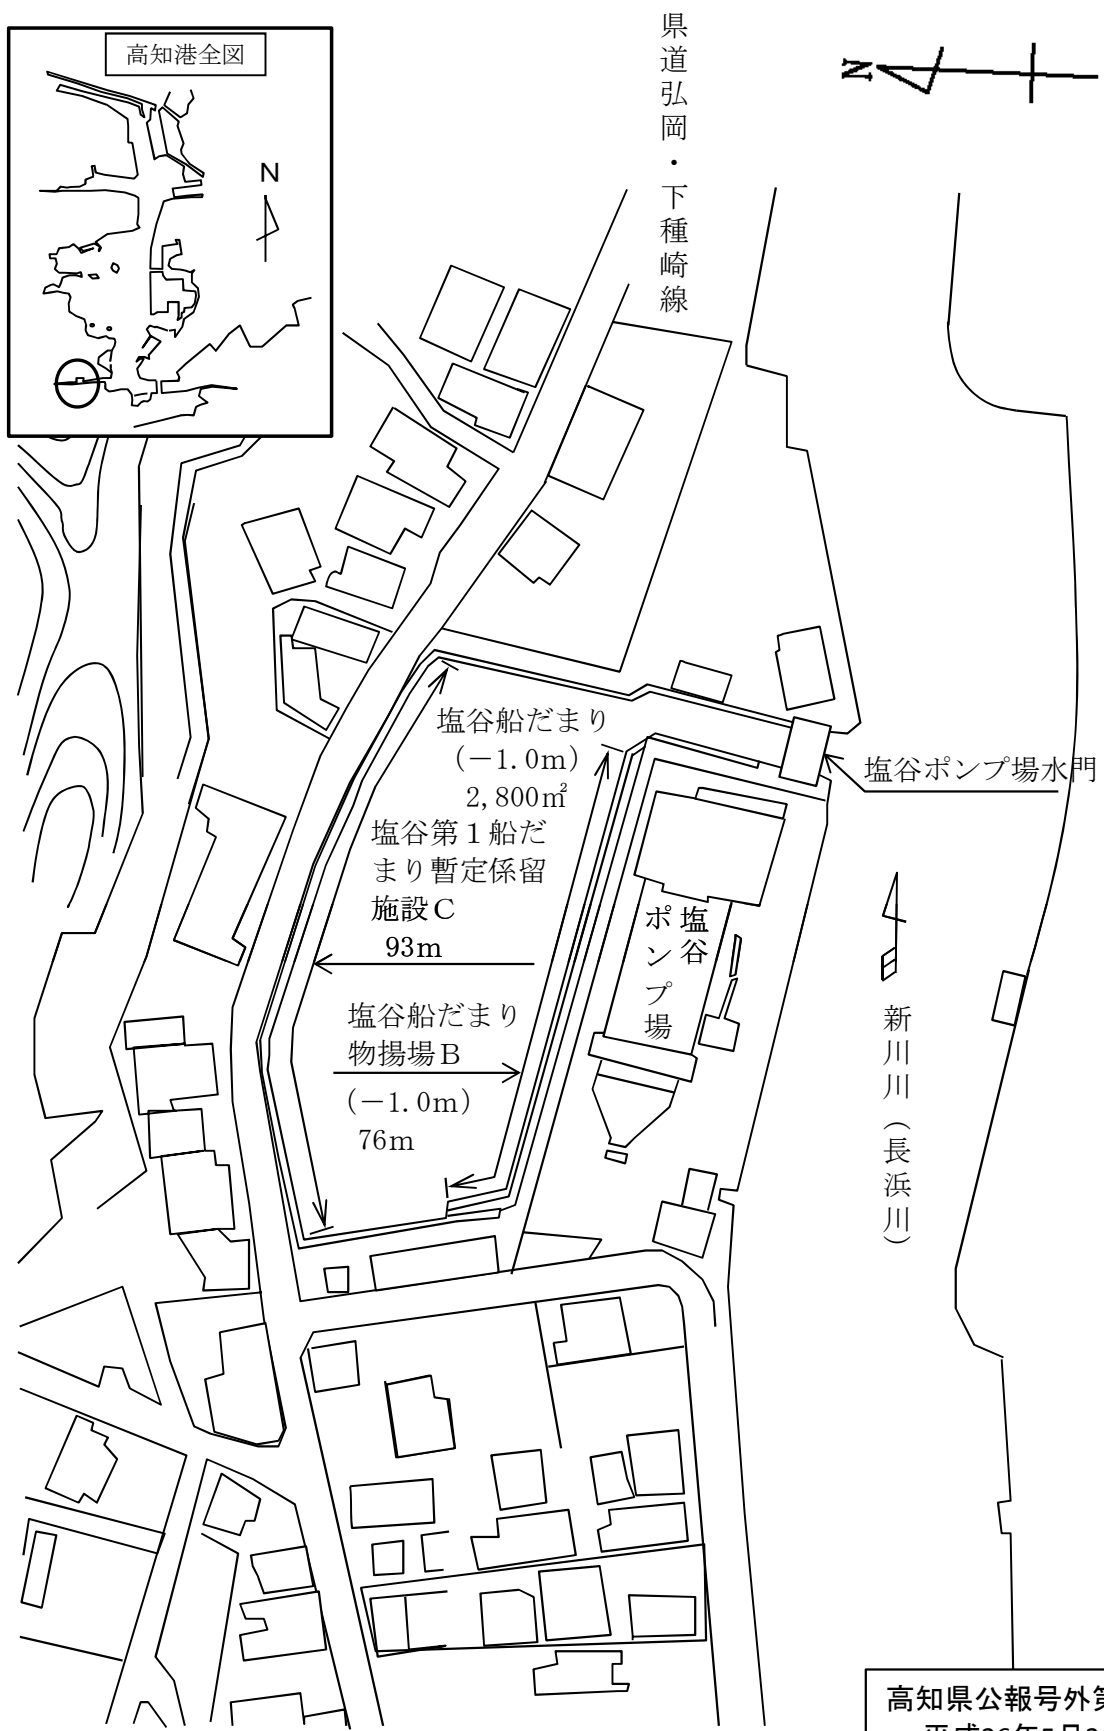 高知港全図
N
県道弘岡・下種崎線
N
塩谷船だまり
(−1.0m)
2,800㎡
塩谷第１船だ
まり暫定係留
施設C
93m
塩谷船だまり
物揚場B
(−1.0m)
76m
塩谷
ポンプ場
塩谷ポンプ場水門
新川川（長浜川）
高知県公報号外第